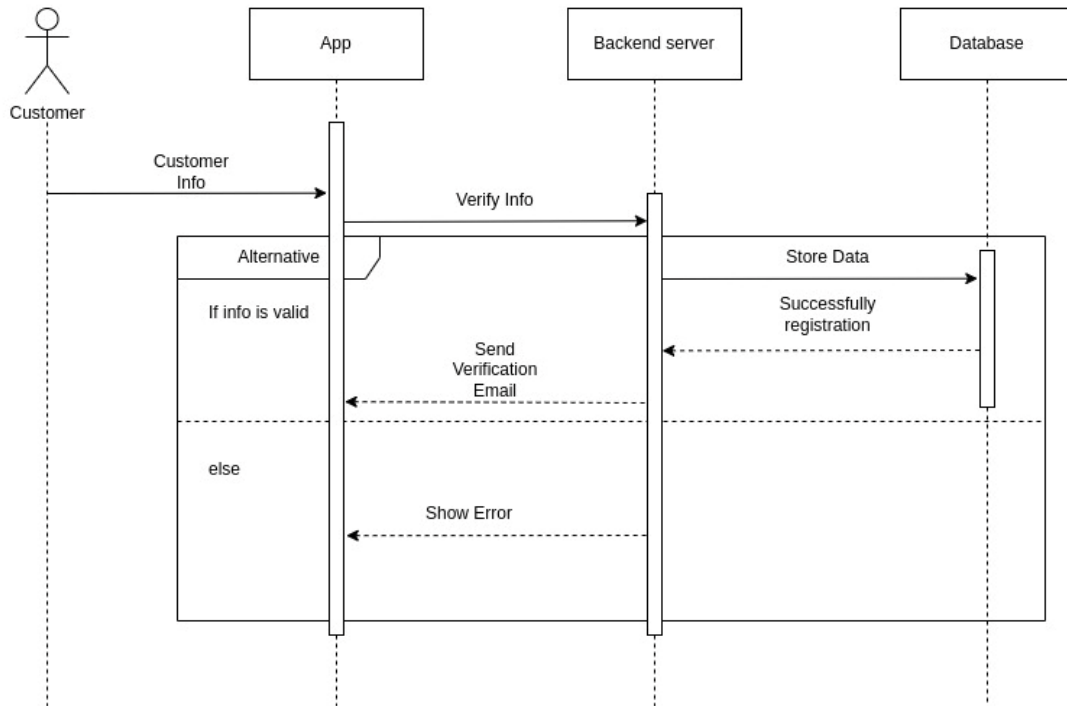 App
Backend server
Database
Customer
Customer
Info
Verify Info
Alternative
Store Data
If info is valid
Successfully
registration
Send
Verification
Email
else
Show Error